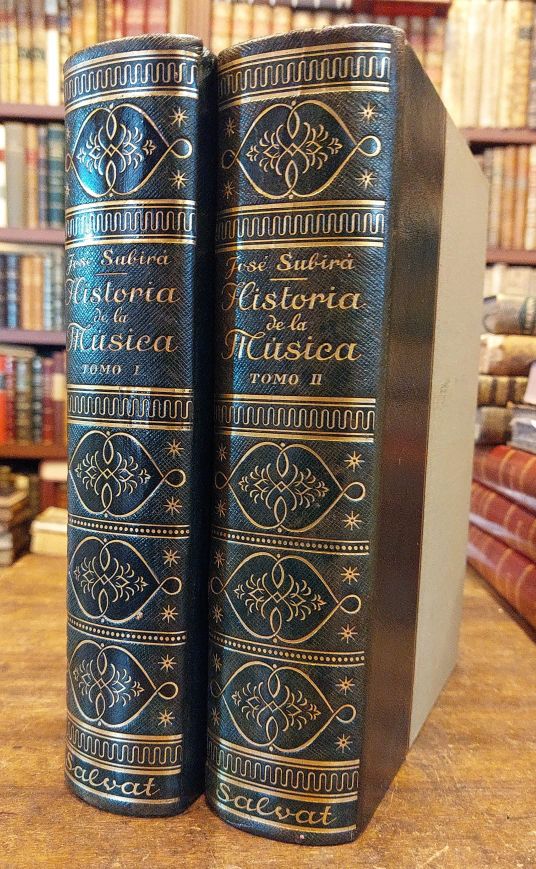 José Subirá
Historia
de la
Música
TOMO I
Salvat
José Subirá
Historia
de la
Música
TOMO II
Salvat